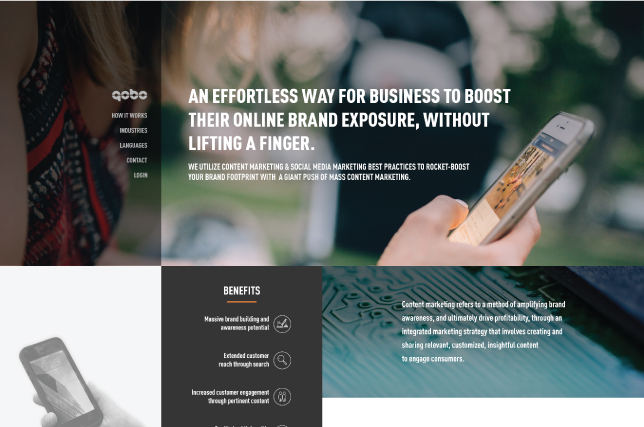 qobo
HOW IT WORKS
INDUSTRIES
LANGUAGES
CONTACT
LOGIN
AN EFFORTLESS WAY FOR BUSINESS TO BOOST
THEIR ONLINE BRAND EXPOSURE, WITHOUT
LIFTING A FINGER.
WE UTILIZE CONTENT MARKETING & SOCIAL MEDIA MARKETING BEST PRACTICES TO ROCKET-BOOST
YOUR BRAND FOOTPRINT WITH A GIANT PUSH OF MASS CONTENT MARKETING.
BENEFITS
Massive brand building and
awareness potential
Extended customer
reach through search
Increased customer engagement
through pertinent content
Content marketing refers to a method of amplifying brand
awareness, and ultimately drive profitability, through an
integrated marketing strategy that involves creating and
sharing relevant, customized, insightful content
to engage consumers.